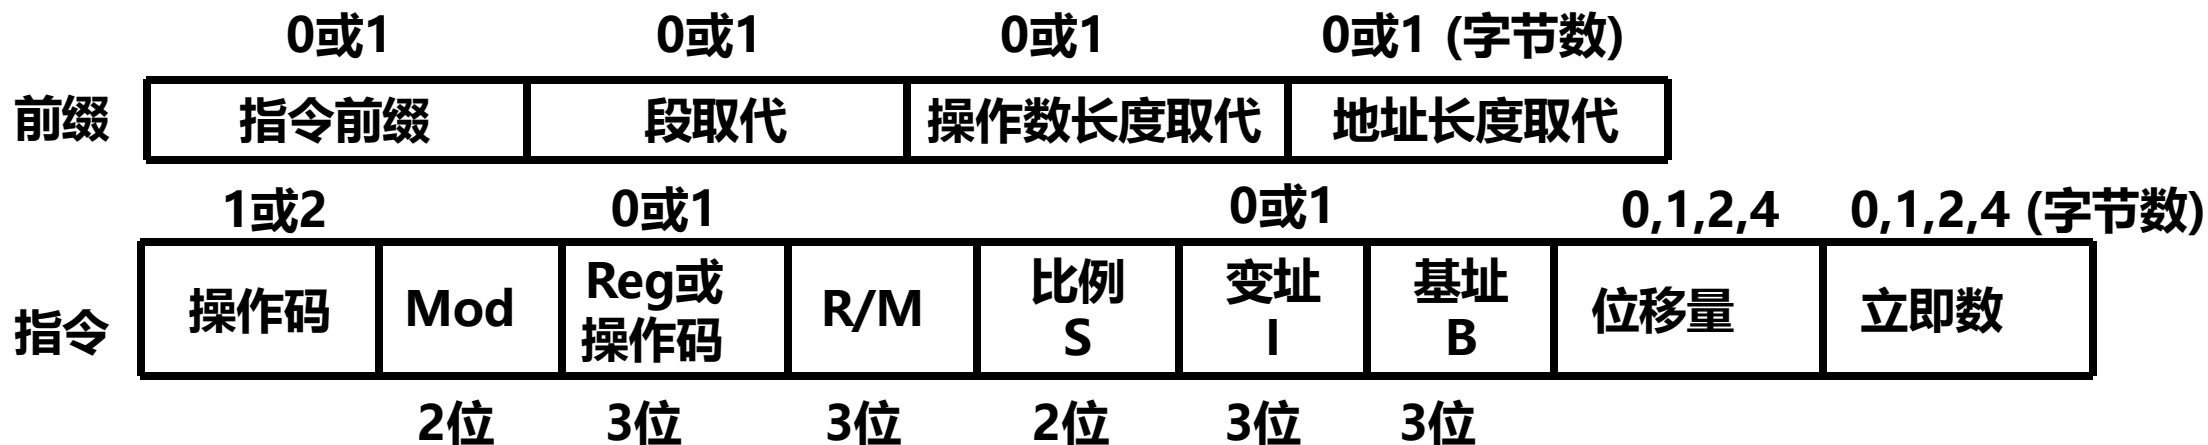 0或1 0或1 0或1 0或1 (字节数)
前缀 指令前缀 段取代 操作数长度取代 地址长度取代
1或2 0或1 0或1 0,1,2,4 0,1,2,4 (字节数)
指令 操作码 Mod Reg或 操作码 R/M 比例 S 变址 I 基址 B 位移量 立即数
2位 3位 3位 2位 3位 3位